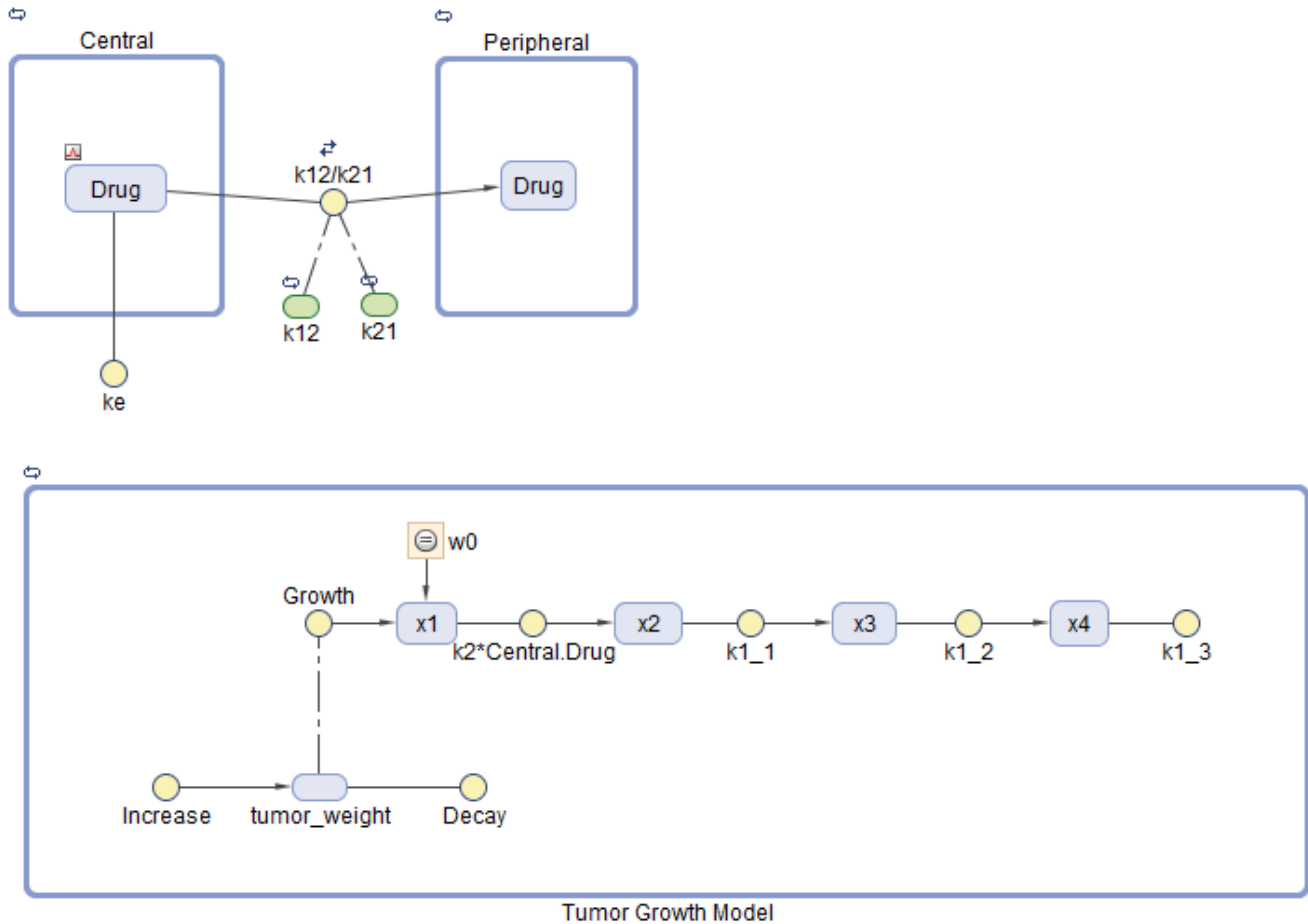 Central
Peripheral
k12/k21
Drug
Drug
k12
k21
ke
w0
Growth
x1
x2
x3
x4
k2*Central.Drug
k1_1
k1_2
k1_3
Increase
tumor_weight
Decay
Tumor Growth Model